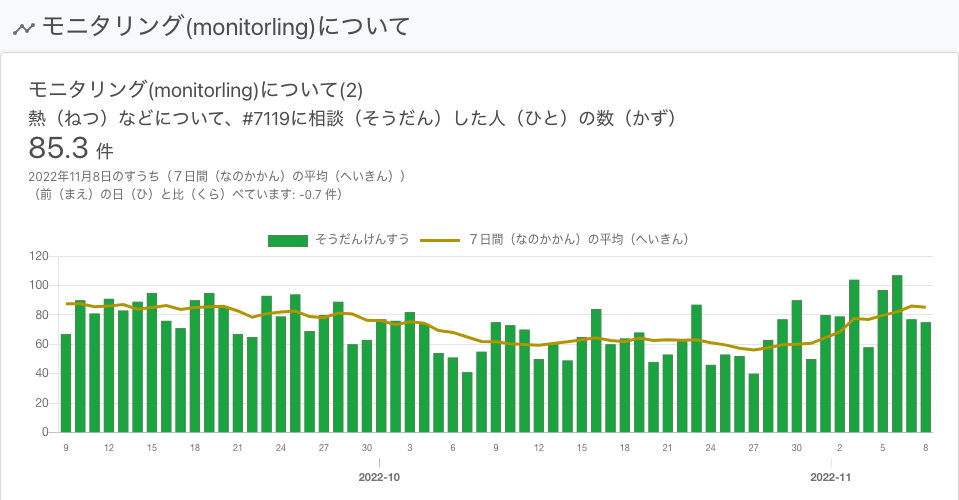 モニタリング(monitorling)について
モニタリング(monitorling)について(2)
熱（ねつ）などについて、#7119に相談（そうだん）した人（ひと）の数（かず）
85.3 件
2022年11月8日のすうち（７日間（なのかかん）の平均（へいきん））
（前（まえ）の日（ひ）と比（くら）べています: -0.7 件）
そうだんけんすう ７日間（なのかかん）の平均（へいきん）
120
100
80
60
40
20
0
9 12 15 18 21 24 27 30 3 6 9 12 15 18 21 24 27 30 2 5 8
2022-10 2022-11